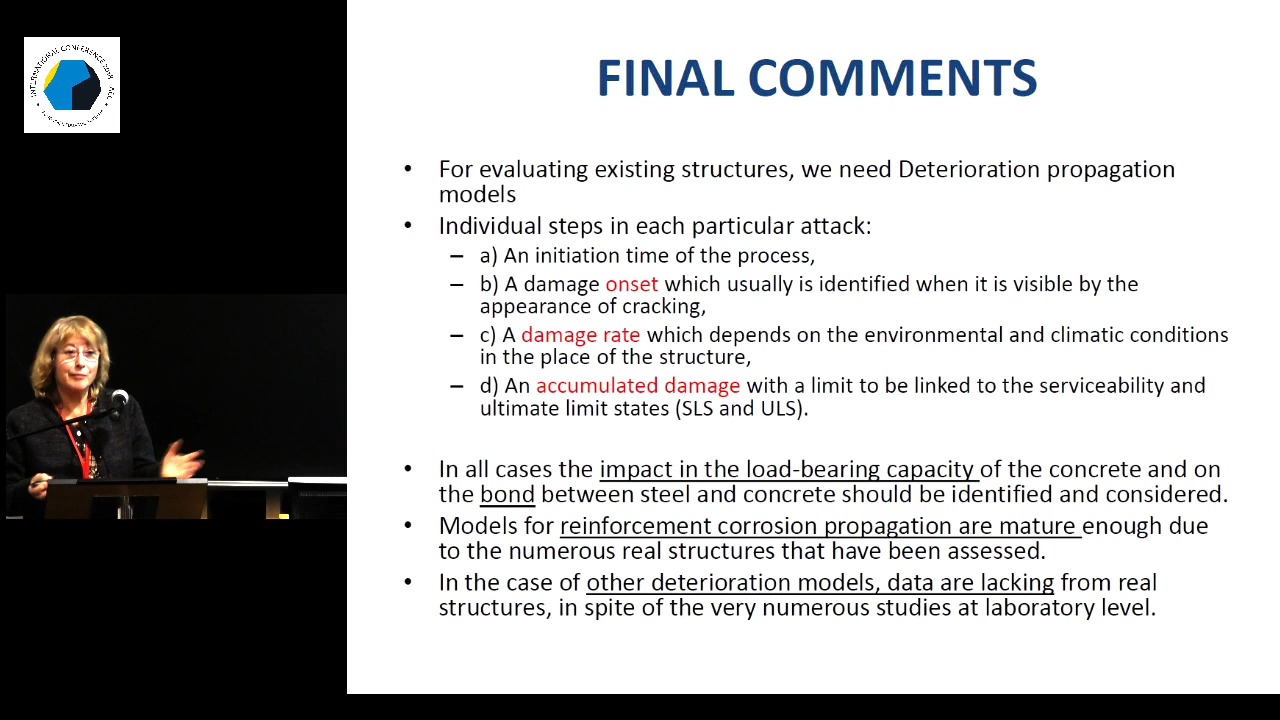 INTERNATIONAL CONFERENCE
FINAL COMMENTS
• For evaluating existing structures, we need Deterioration propagation
models
• Individual steps in each particular attack:
– a) An initiation time of the process,
– b) A damage onset which usually is identified when it is visible by the
appearance of cracking,
– c) A damage rate which depends on the environmental and climatic conditions
in the place of the structure,
– d) An accumulated damage with a limit to be linked to the serviceability and
ultimate limit states (SLS and ULS).
• In all cases the impact in the load-bearing capacity of the concrete and on
the bond between steel and concrete should be identified and considered.
• Models for reinforcement corrosion propagation are mature enough due
to the numerous real structures that have been assessed.
• In the case of other deterioration models, data are lacking from real
structures, in spite of the very numerous studies at laboratory level.